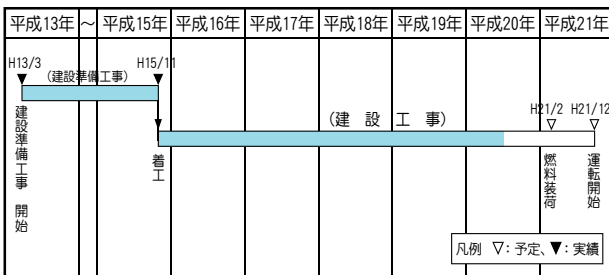 平成13年 ～ 平成15年 平成16年 平成17年 平成18年 平成19年 平成20年 平成21年
H13/3 H15/11
(建設準備工事)
H21/2 H21/12
(建設工事)
建設準備工事 開始
着工
燃料装荷
運転開始
凡例 ▽：予定、▼：実績